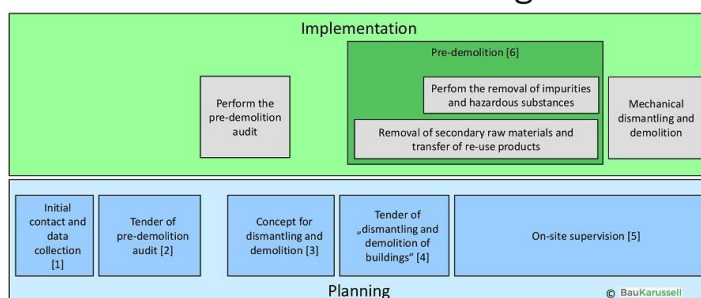 Implementation
Pre-demolition [6]
Perform the
pre-demolition
audit
Perfom the removal of impurities
and hazardous substances
Removal of secondary raw materials and
transfer of re-use products
Mechanical
dismantling and
demolition
Initial
contact and
data
collection
[1]
Tender of
pre-demolition
audit [2]
Concept for
dismantling and
demolition [3]
Tender of
„dismantling and
demolition of
buildings“ [4]
On-site supervision [5]
Planning
© BauKarussell